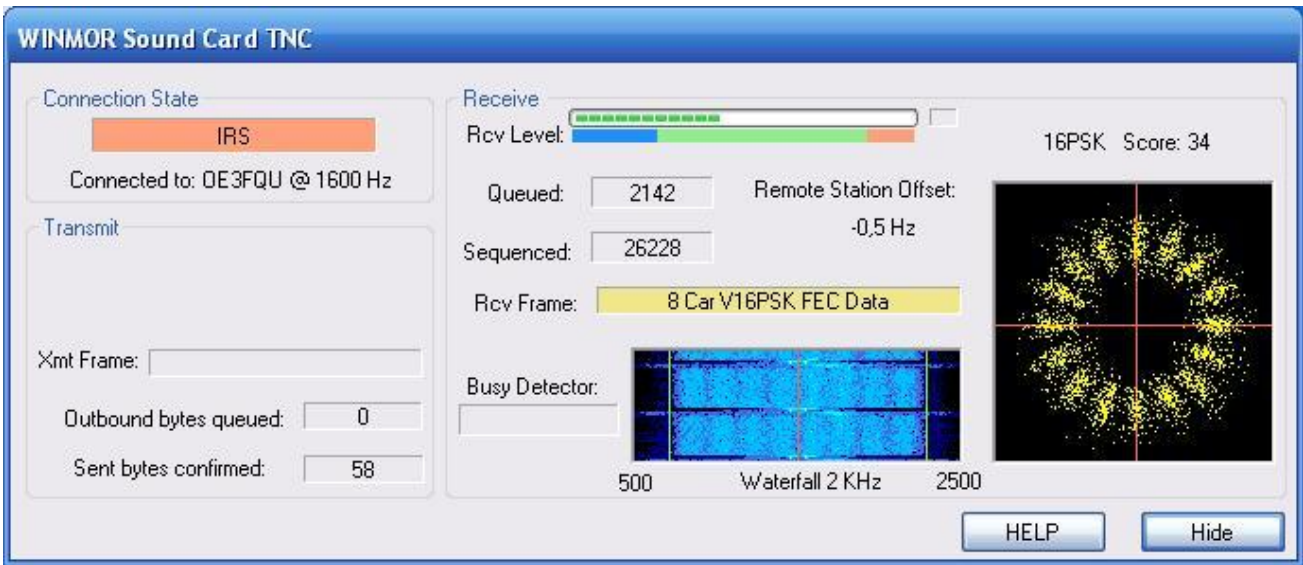 WINMOR Sound Card TNC
Connection State
IRS
Connected to: OE3FQU @ 1600 Hz
Transmit
Xmt Frame:
Outbound bytes queued: 0
Sent bytes confirmed: 58
Receive
Rcv Level:
Queued: 2142
Sequenced: 26228
Remote Station Offset:
-0,5 Hz
Rcv Frame: 8 Car V16PSK FEC Data
Busy Detector:
500 Waterfall 2 KHz 2500
16PSK Score: 34
HELP Hide